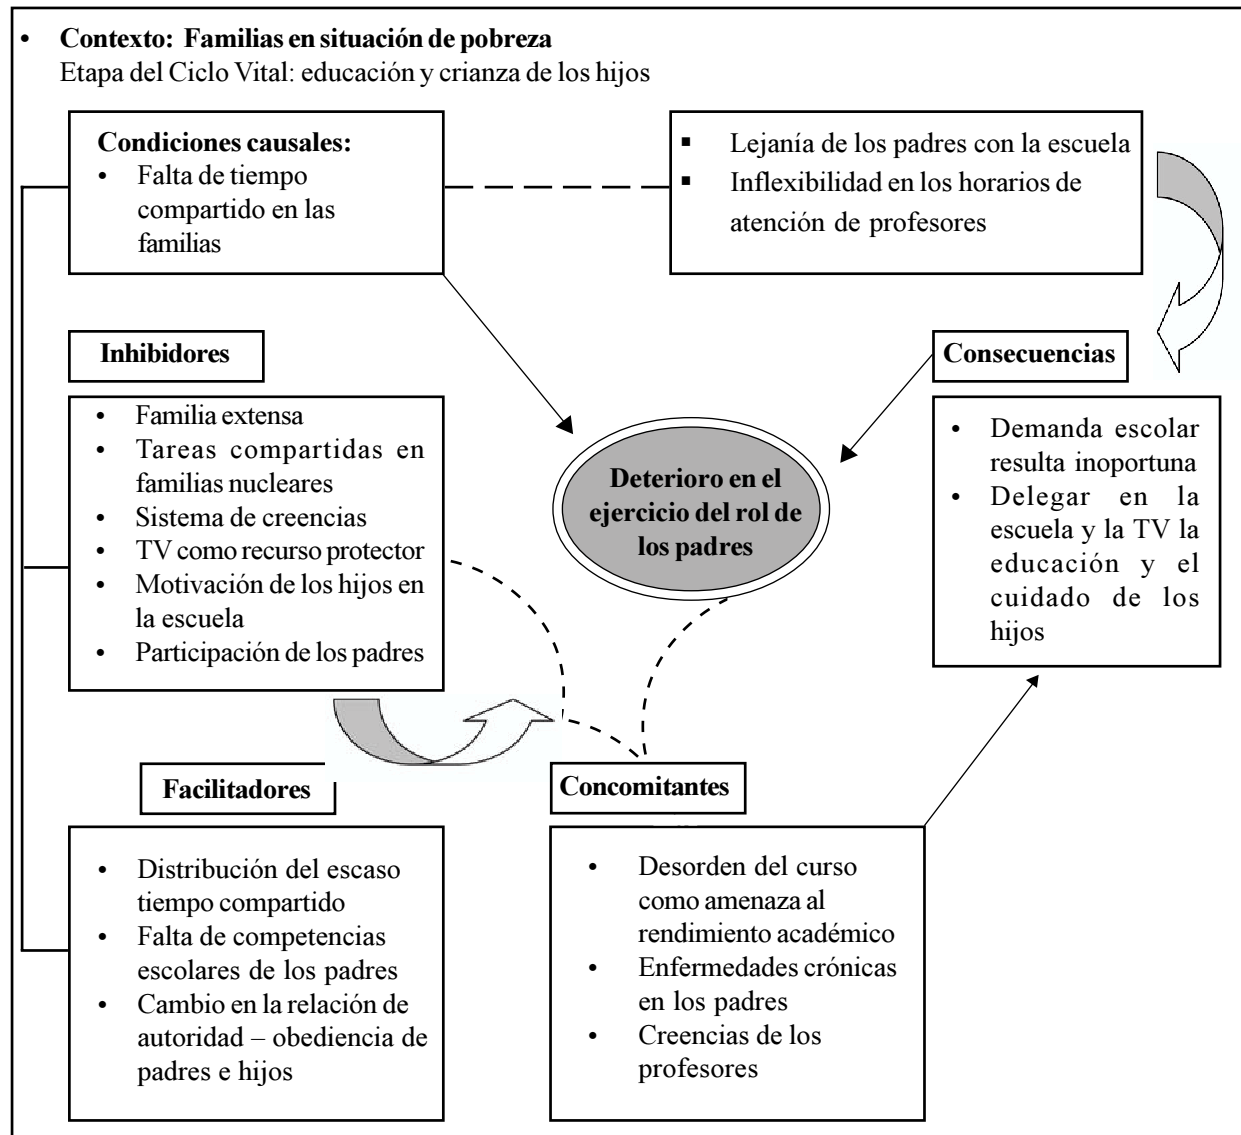 • Contexto: Familias en situación de pobreza
Etapa del Ciclo Vital: educación y crianza de los hijos
Condiciones causales:
• Falta de tiempo
compartido en las
familias
▪ Lejanía de los padres con la escuela
▪ Inflexibilidad en los horarios de
atención de profesores
Inhibidores
• Familia extensa
• Tareas compartidas en
familias nucleares
• Sistema de creencias
• TV como recurso protector
• Motivación de los hijos en
la escuela
• Participación de los padres
Deterioro en el
ejercicio del rol de
los padres
Consecuencias
• Demanda escolar
resulta inoportuna
• Delegar en la
escuela y la TV la
educación y el
cuidado de los
hijos
Facilitadores
• Distribución del escaso
tiempo compartido
• Falta de competencias
escolares de los padres
• Cambio en la relación de
autoridad – obediencia de
padres e hijos
Concomitantes
• Desorden del curso
como amenaza al
rendimiento académico
• Enfermedades crónicas
en los padres
• Creencias de los
profesores